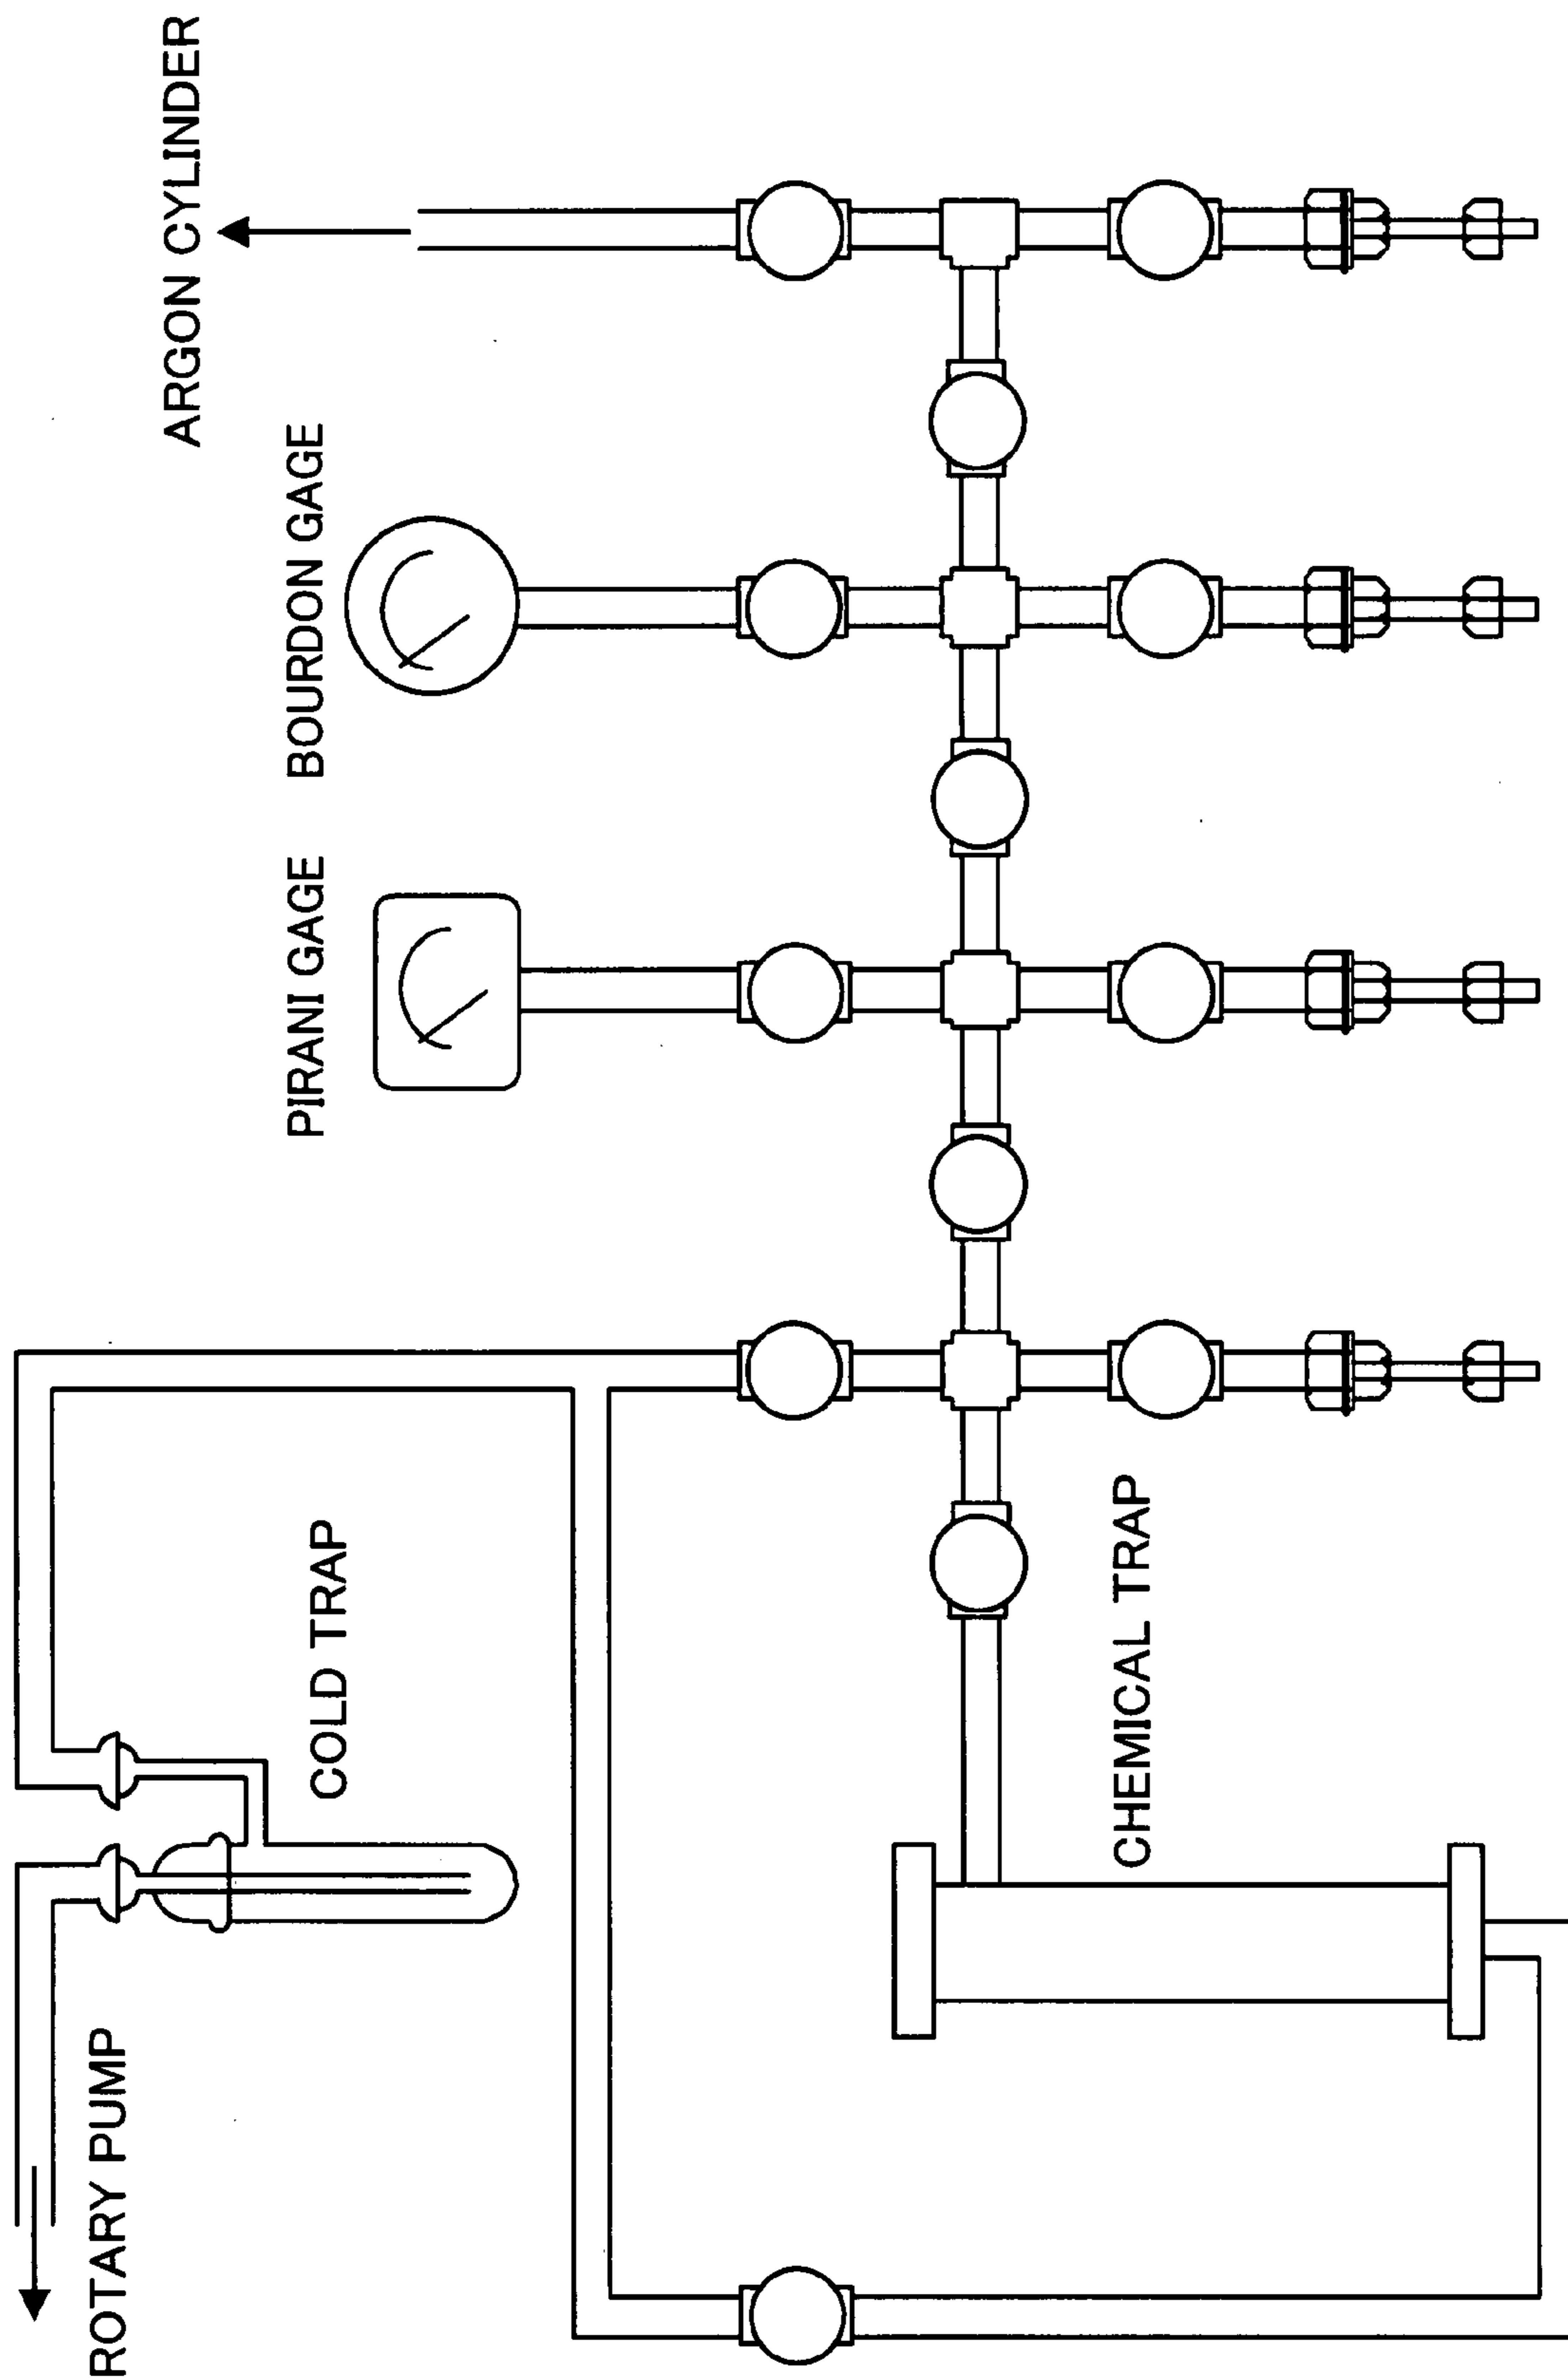 ARGON CYLINDER
BOURDON GAGE
PIRANI GAGE
COLD TRAP
CHEMICAL TRAP
ROTARY PUMP